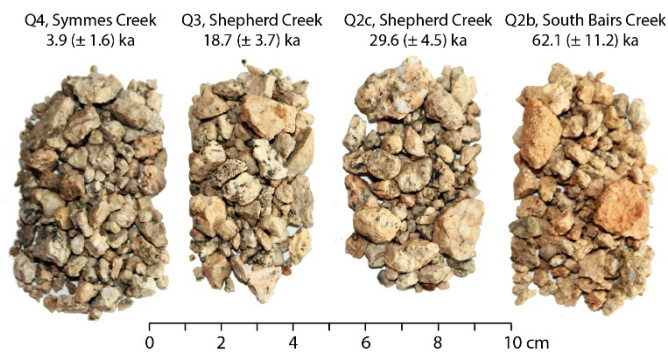 Q4, Symmes Creek
3.9 (± 1.6) ka
Q3, Shepherd Creek
18.7 (± 3.7) ka
Q2c, Shepherd Creek
29.6 (± 4.5) ka
Q2b, South Bairs Creek
62.1 (± 11.2) ka
0 2 4 6 8 10 cm